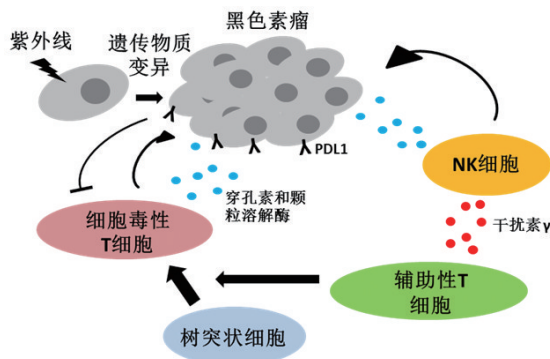 黑色素瘤
紫外线
遗传物质
变异
PDL1
NK细胞
穿孔素和颗
粒溶解酶
细胞毒性
T细胞
干扰素γ
辅助性T
细胞
树突状细胞